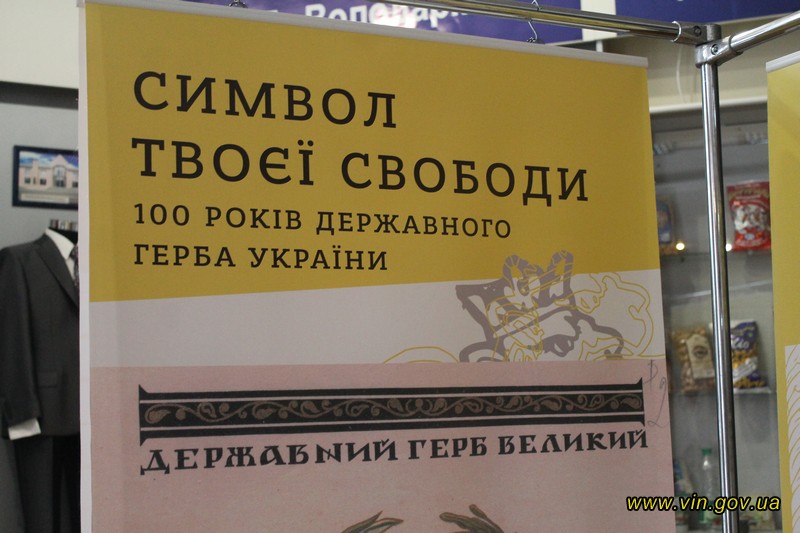 СИМВОЛ
ТВОЄЇ СВОБОДИ
100 РОКІВ ДЕРЖАВНОГО
ГЕРБА УКРАЇНИ
ДЕРЖАВНИЙ ГЕРБ ВЕЛИКИЙ
www.vin.gov.ua